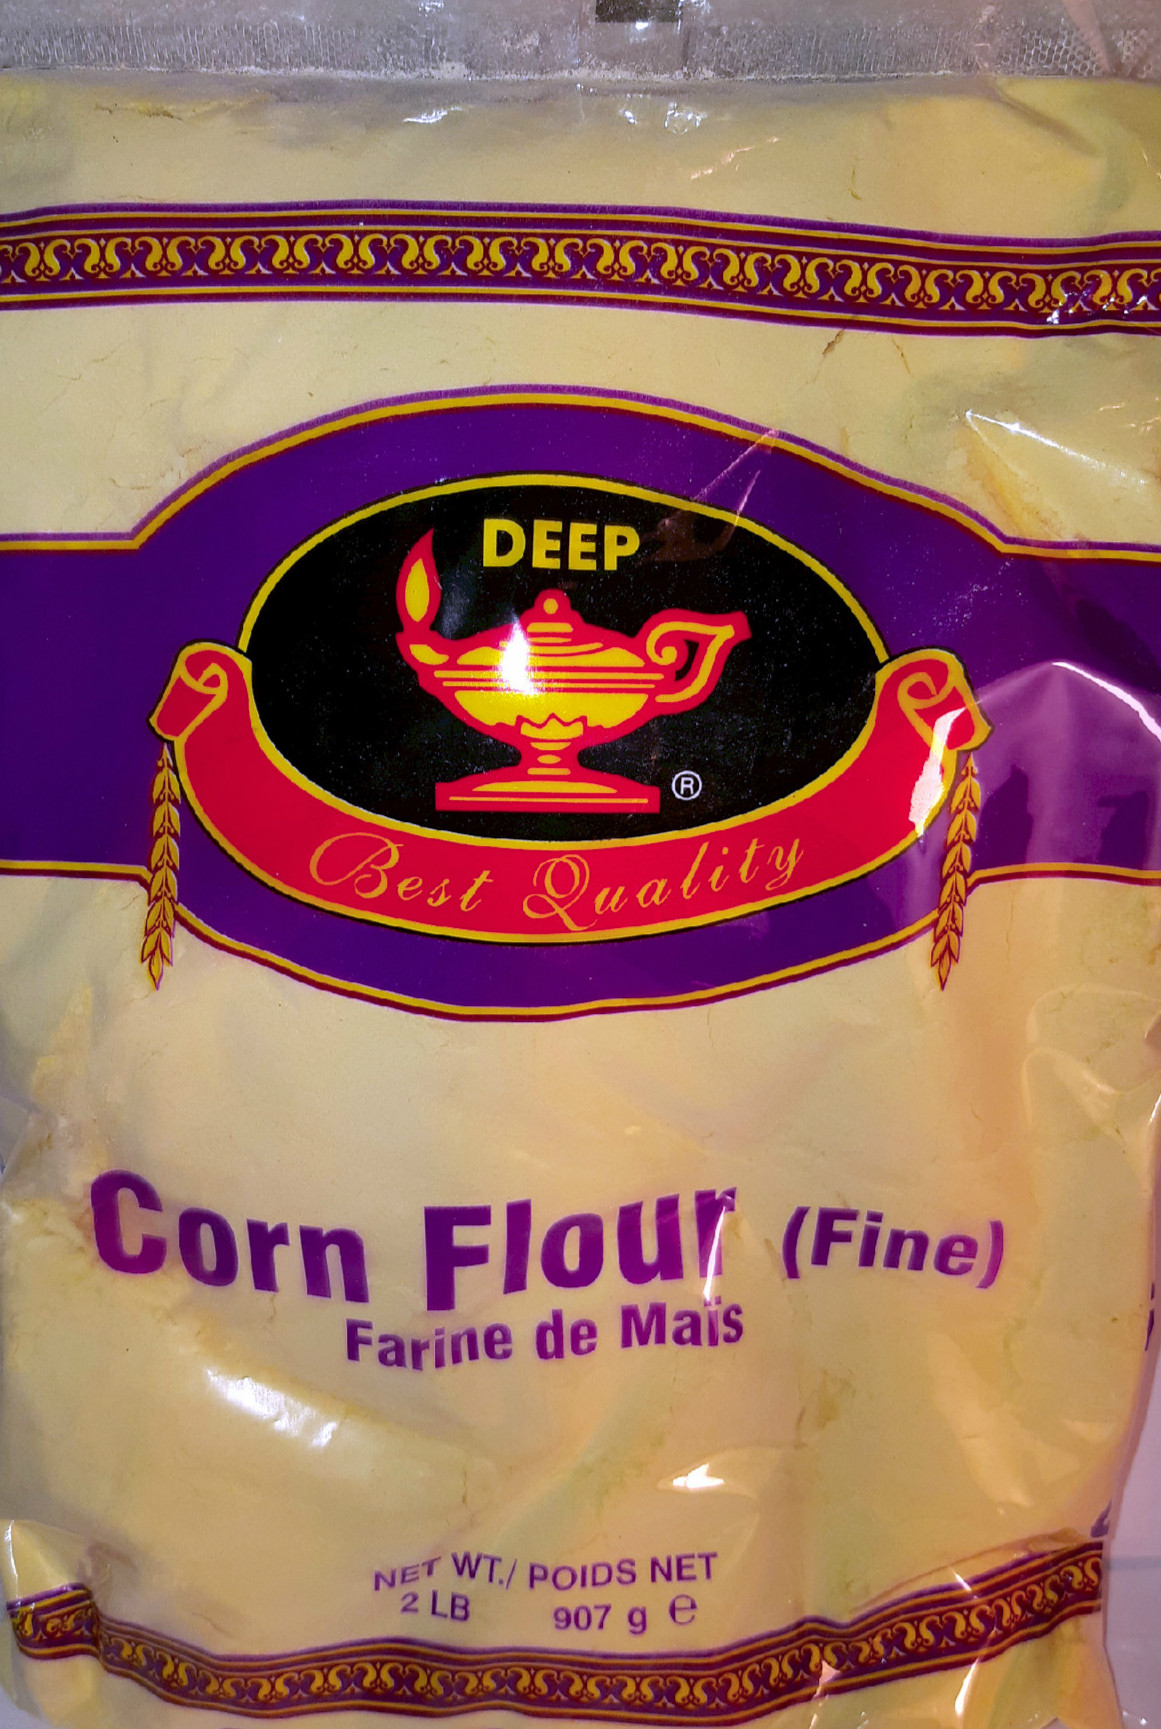 DEEP
®
Best Quality
Corn Flour (Fine)
Farine de Maïs
NET WT./ POIDS NET
2 LB 907 g e